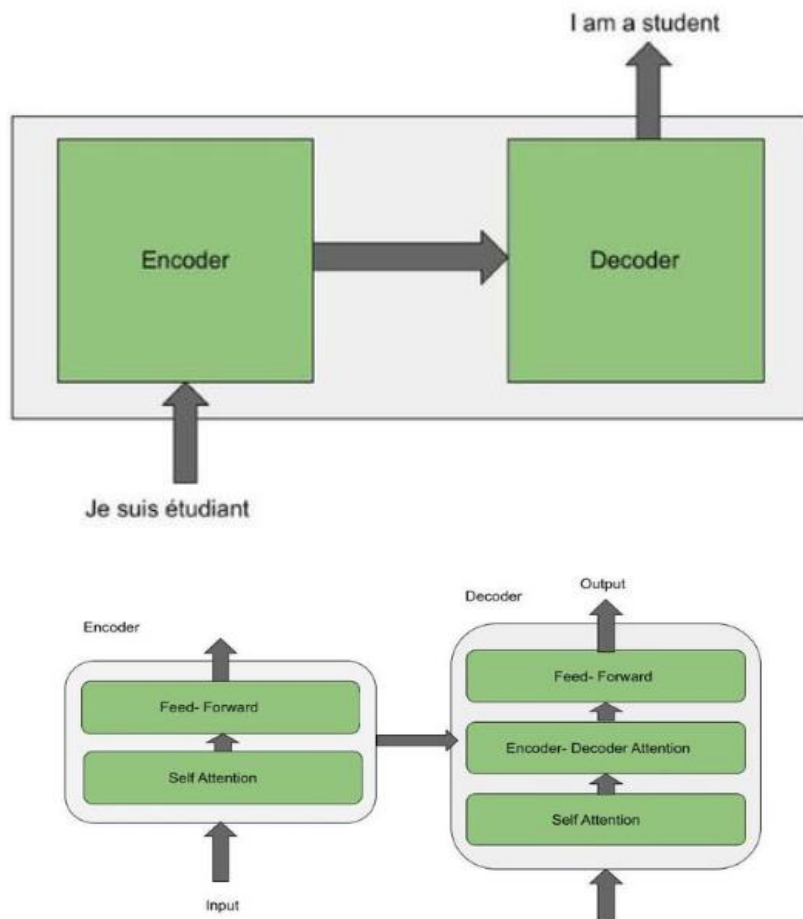 I am a student
Encoder
Decoder
Je suis étudiant
Encoder
Feed- Forward
Self Attention
Input
Decoder
Output
Feed- Forward
Encoder- Decoder Attention
Self Attention